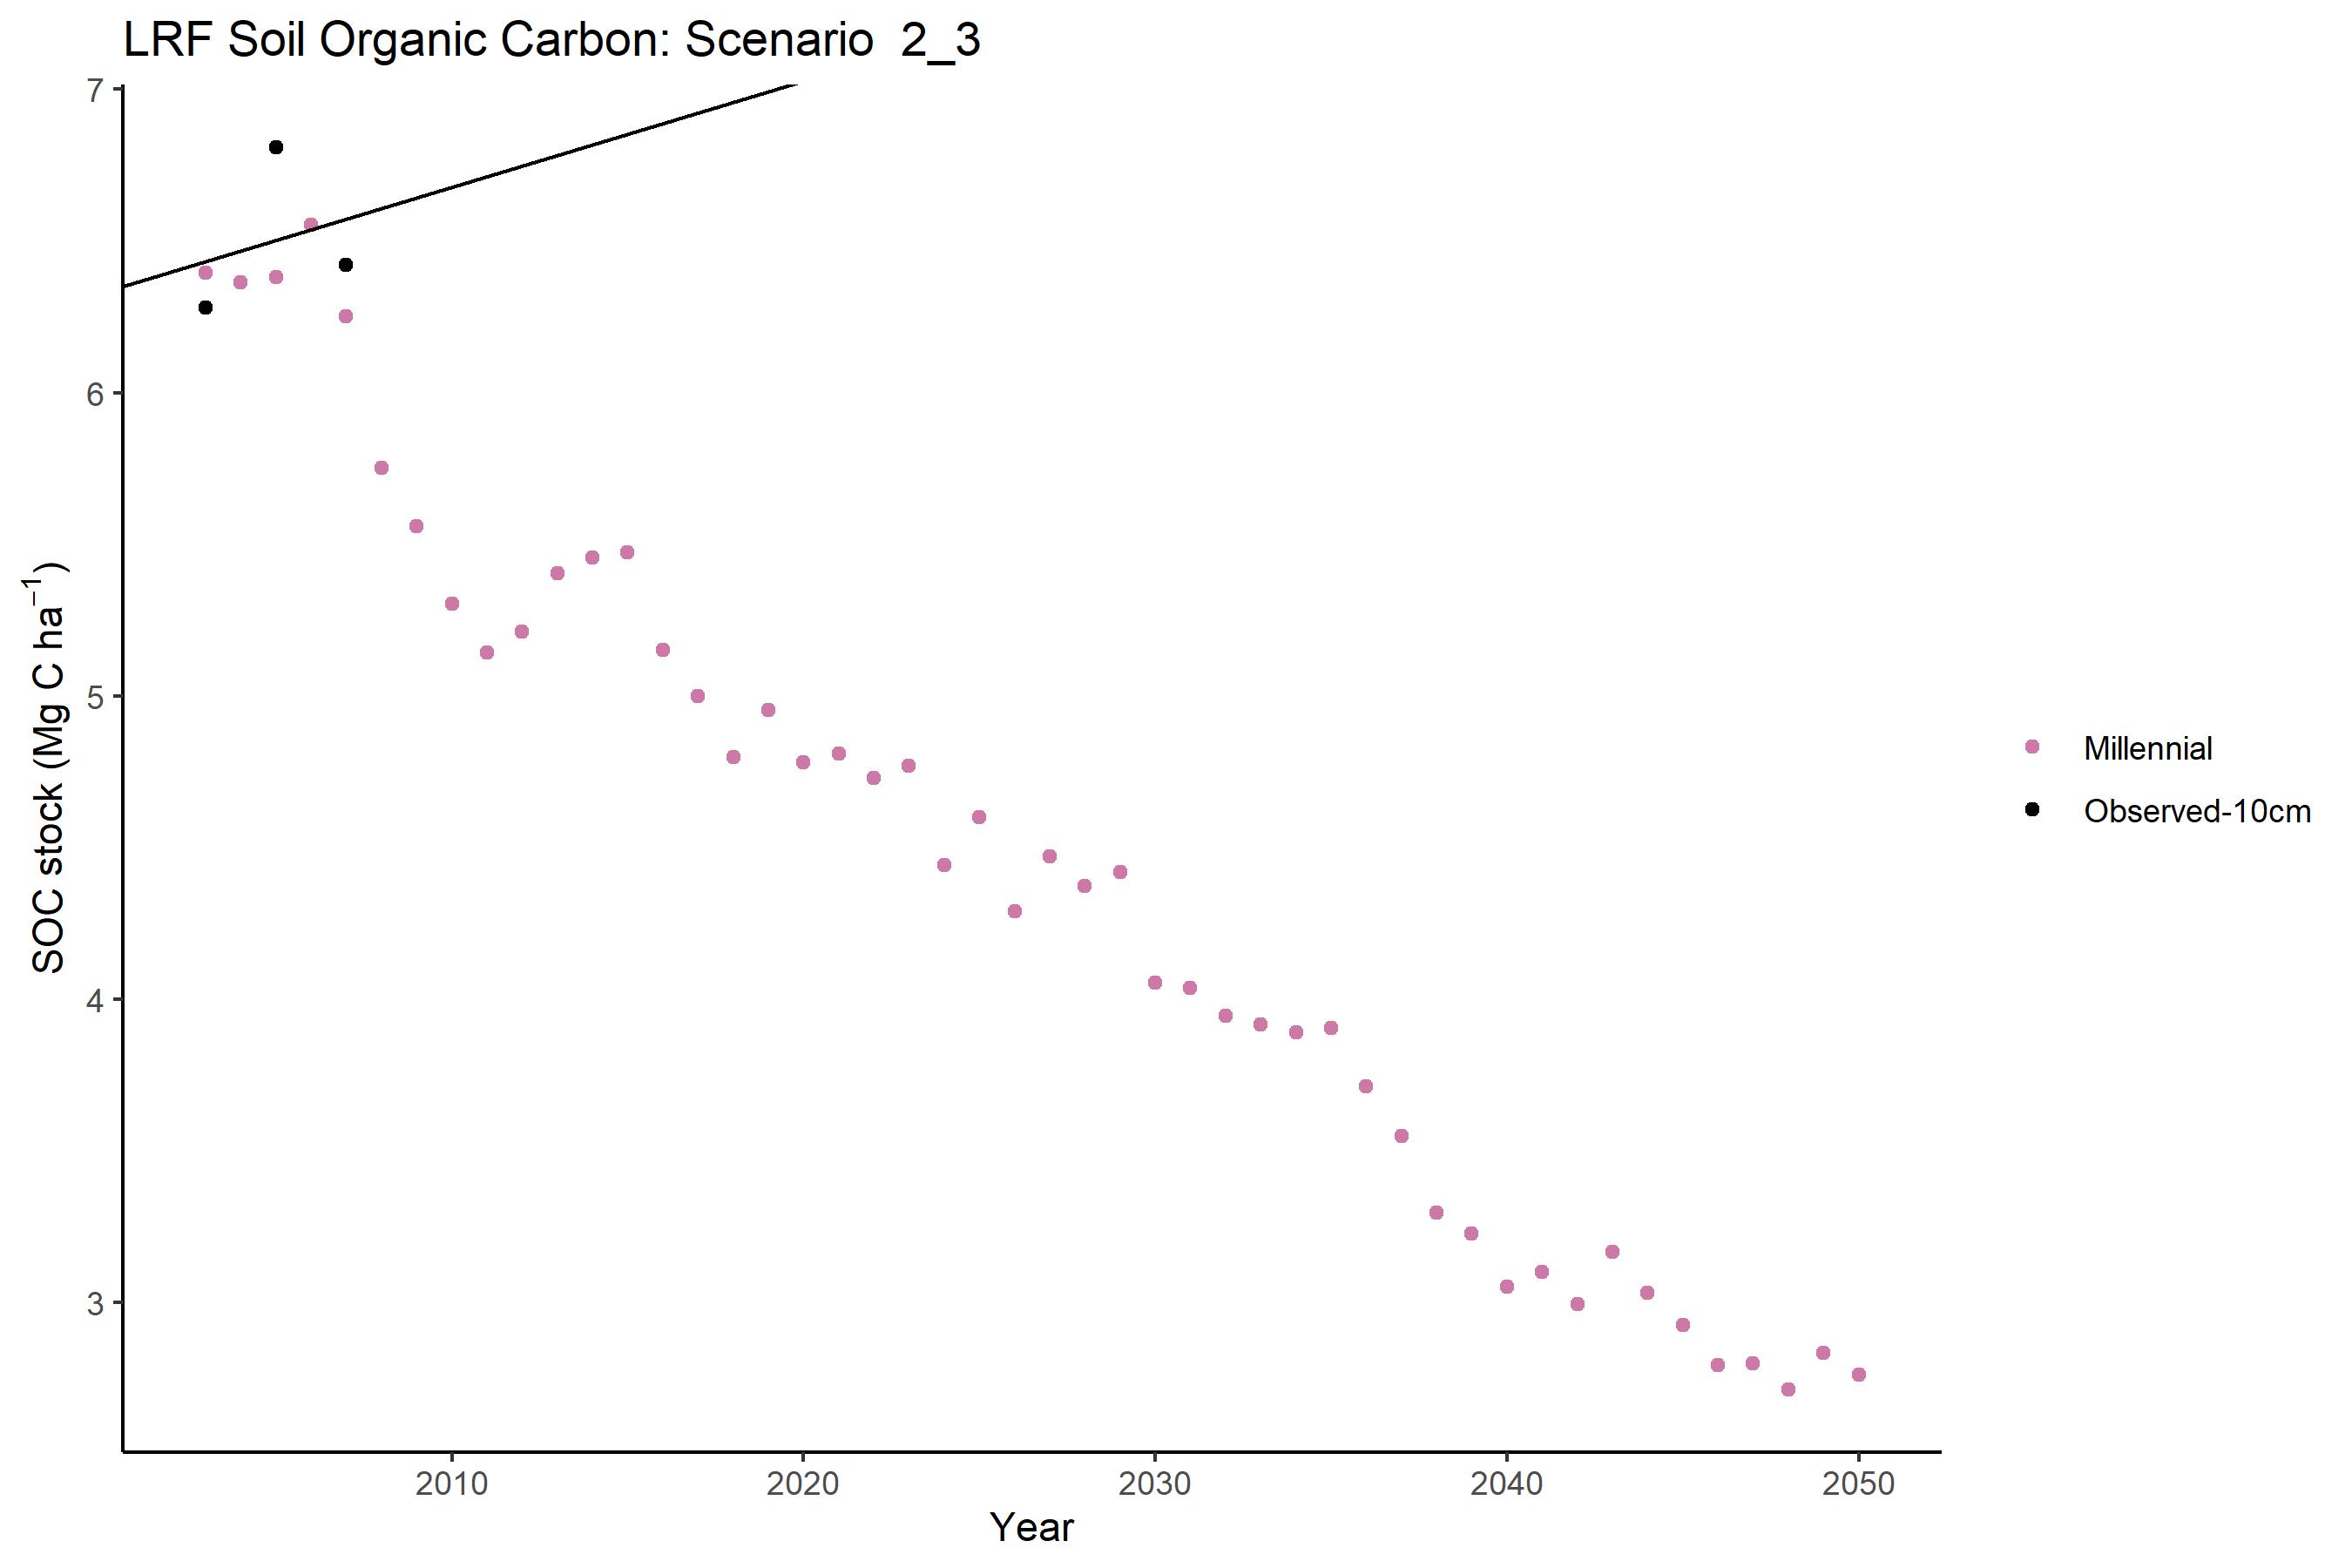 LRF Soil Organic Carbon: Scenario  2_3
7
6
5
4
3
SOC stock (Mg C ha⁻¹)
2010 2020 2030 2040 2050
Year
Millennial
Observed-10cm